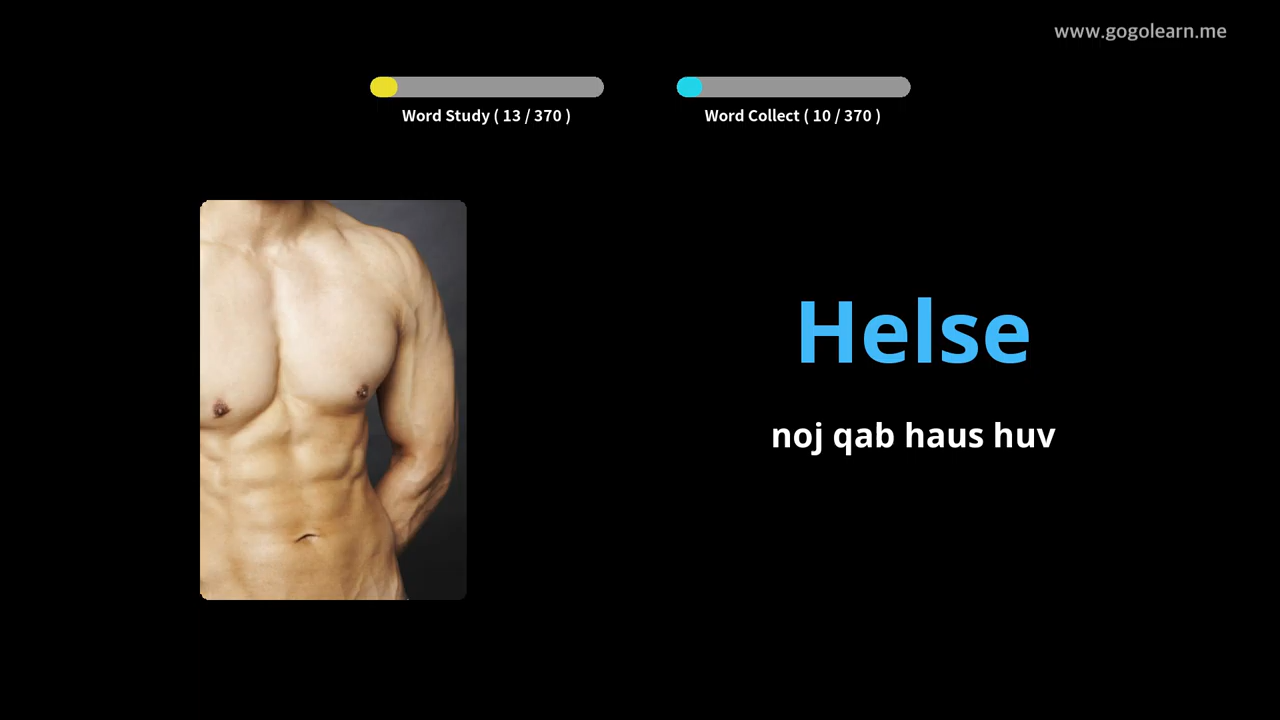 www.gogolearn.me
Word Study ( 13 / 370 )
Word Collect ( 10 / 370 )
Helse
noj qab haus huv